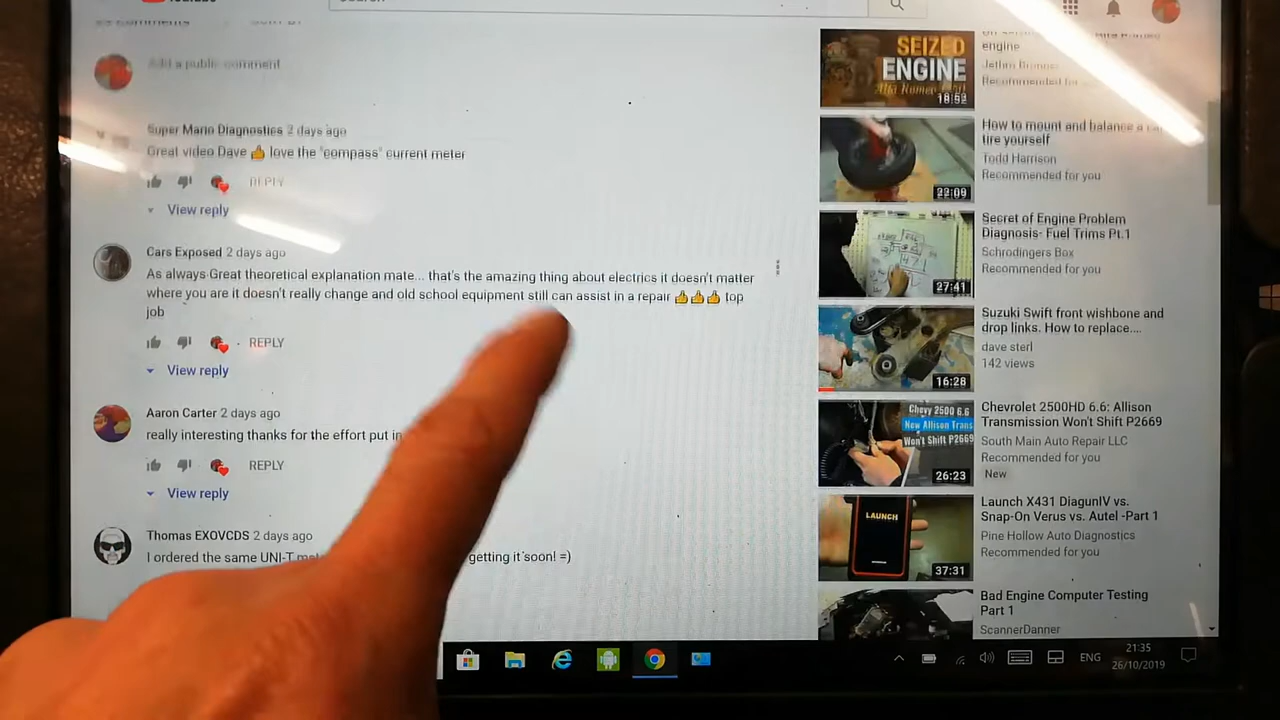 Add a public comment
Super Mario Diagnostics 2 days ago
Great video Dave 👍 love the "compass" current meter
REPLY
View reply
Cars Exposed 2 days ago
As always Great theoretical explanation mate... that's the amazing thing about electrics it doesn't matter
where you are it doesn't really change and old school equipment still can assist in a repair 👍👍👍 top
job
REPLY
View reply
Aaron Carter 2 days ago
really interesting thanks for the effort put in
REPLY
View reply
Thomas EXOVCDS 2 days ago
I ordered the same UNI-T
getting it soon! =)
SEIZED
ENGINE
Alfa Romeo
18:52
engine
Recommended for
How to mount and balance a
tire yourself
Todd Harrison
Recommended for you
22:09
Secret of Engine Problem
Diagnosis- Fuel Trims Pt.1
Schrodingers Box
Recommended for you
27:41
Suzuki Swift front wishbone and
drop links. How to replace....
dave sterl
142 views
16:28
Chevy 2500 6.6
New Allison Trans
Won't Shift P2669
26:23
Chevrolet 2500HD 6.6: Allison
Transmission Won't Shift P2669
South Main Auto Repair LLC
Recommended for you
New
LAUNCH
37:31
Launch X431 DiagunIV vs.
Snap-On Verus vs. Autel -Part 1
Pine Hollow Auto Diagnostics
Recommended for you
Bad Engine Computer Testing
Part 1
ScannerDanner
ENG
21:35
26/10/2019